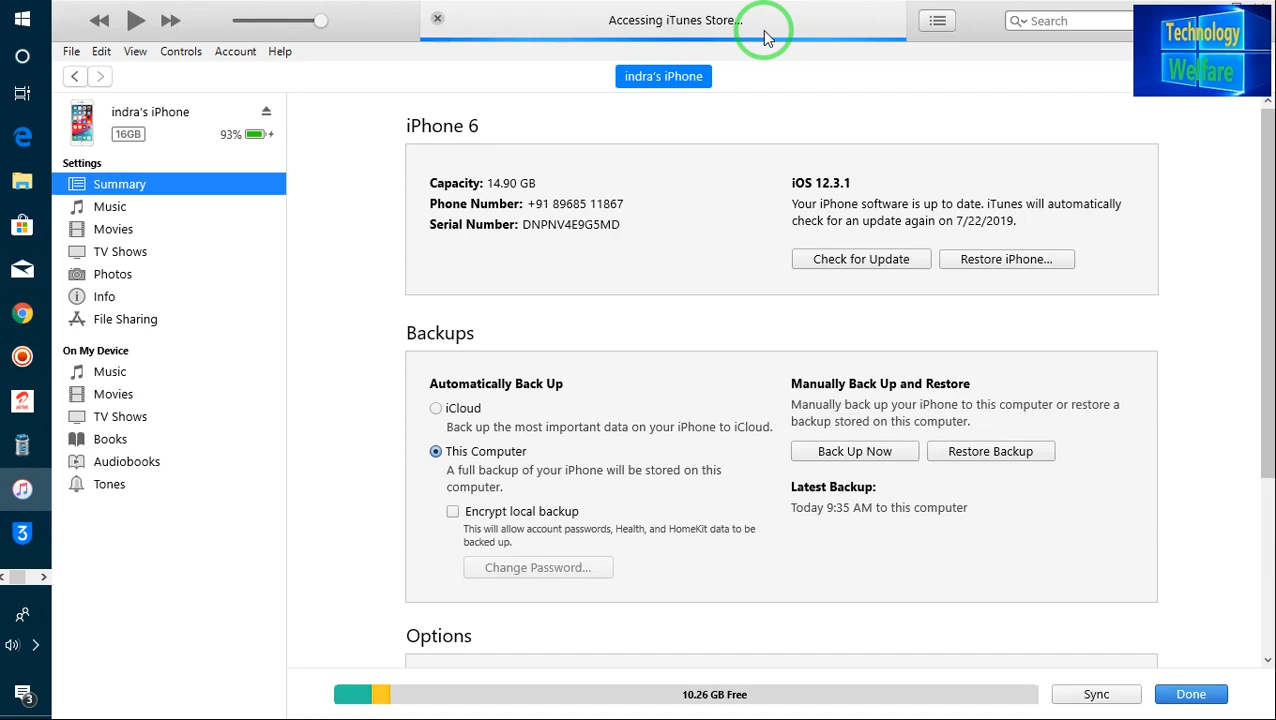 Accessing iTunes Store...
Search
Technology
Welfare
File Edit View Controls Account Help
indra's iPhone
indra's iPhone
16GB 93%
Settings
Summary
Music
Movies
TV Shows
Photos
Info
File Sharing
On My Device
Music
Movies
TV Shows
Books
Audiobooks
Tones
iPhone 6
Capacity: 14.90 GB
Phone Number: +91 89685 11867
Serial Number: DNPNV4E9G5MD
iOS 12.3.1
Your iPhone software is up to date. iTunes will automatically
check for an update again on 7/22/2019.
Check for Update Restore iPhone...
Backups
Automatically Back Up
iCloud
Back up the most important data on your iPhone to iCloud.
This Computer
A full backup of your iPhone will be stored on this
computer.
Encrypt local backup
This will allow account passwords, Health, and HomeKit data to be
backed up.
Change Password...
Manually Back Up and Restore
Manually back up your iPhone to this computer or restore a
backup stored on this computer.
Back Up Now Restore Backup
Latest Backup:
Today 9:35 AM to this computer
Options
10.26 GB Free
Sync Done
airtel
3
3